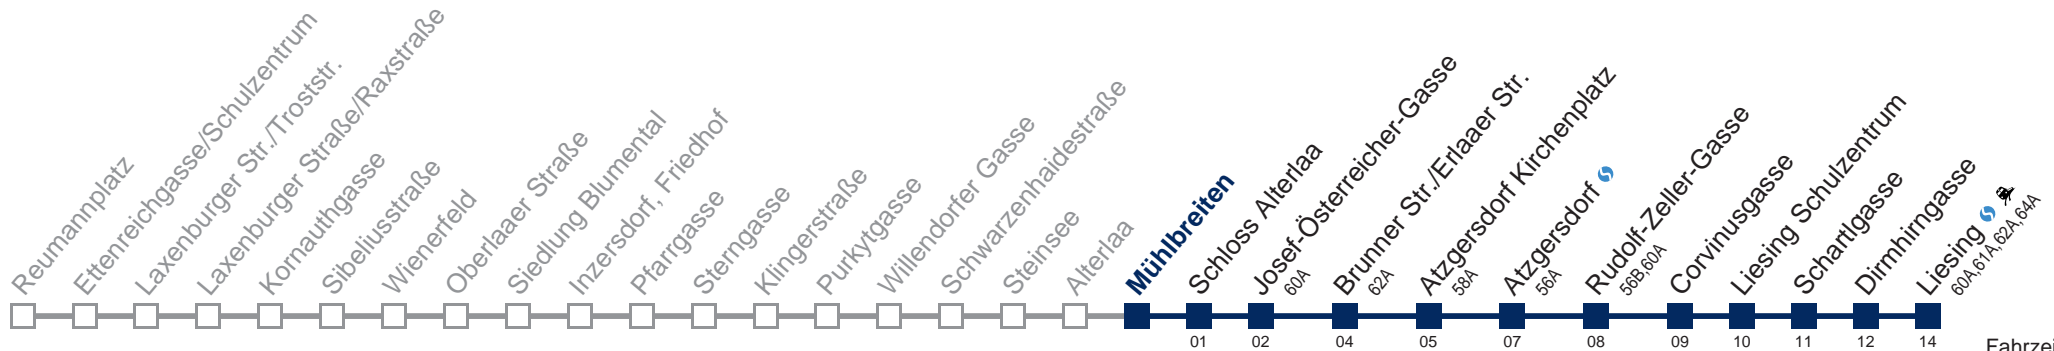 Reumannplatz
Ettenreichgasse/Schulzentrum
Laxenburger Str./Troststr.
Laxenburger Straße/Raxstraße
Kornauthgasse
Sibeliusstraße
Wienerfeld
Oberlaaer Straße
Siedlung Blumental
Inzersdorf, Friedhof
Pfarrgasse
Sterngasse
Klingerstraße
Purkytgasse
Willendorfer Gasse
Schwarzenhaidestraße
Steinsee
Alterlaa
Mühlbreiten
Schloss Alterlaa
01
Josef-Österreicher-Gasse
60A
02
Brunner Str./Erlaaer Str.
62A
04
Atzgersdorf Kirchenplatz
58A
05
Atzgersdorf
56A
07
Rudolf-Zeller-Gasse
56B,60A
08
Corvinusgasse
09
Liesing Schulzentrum
10
Schartlgasse
11
Dirmhirngasse
12
Liesing
60A,61A,62A,64A
14